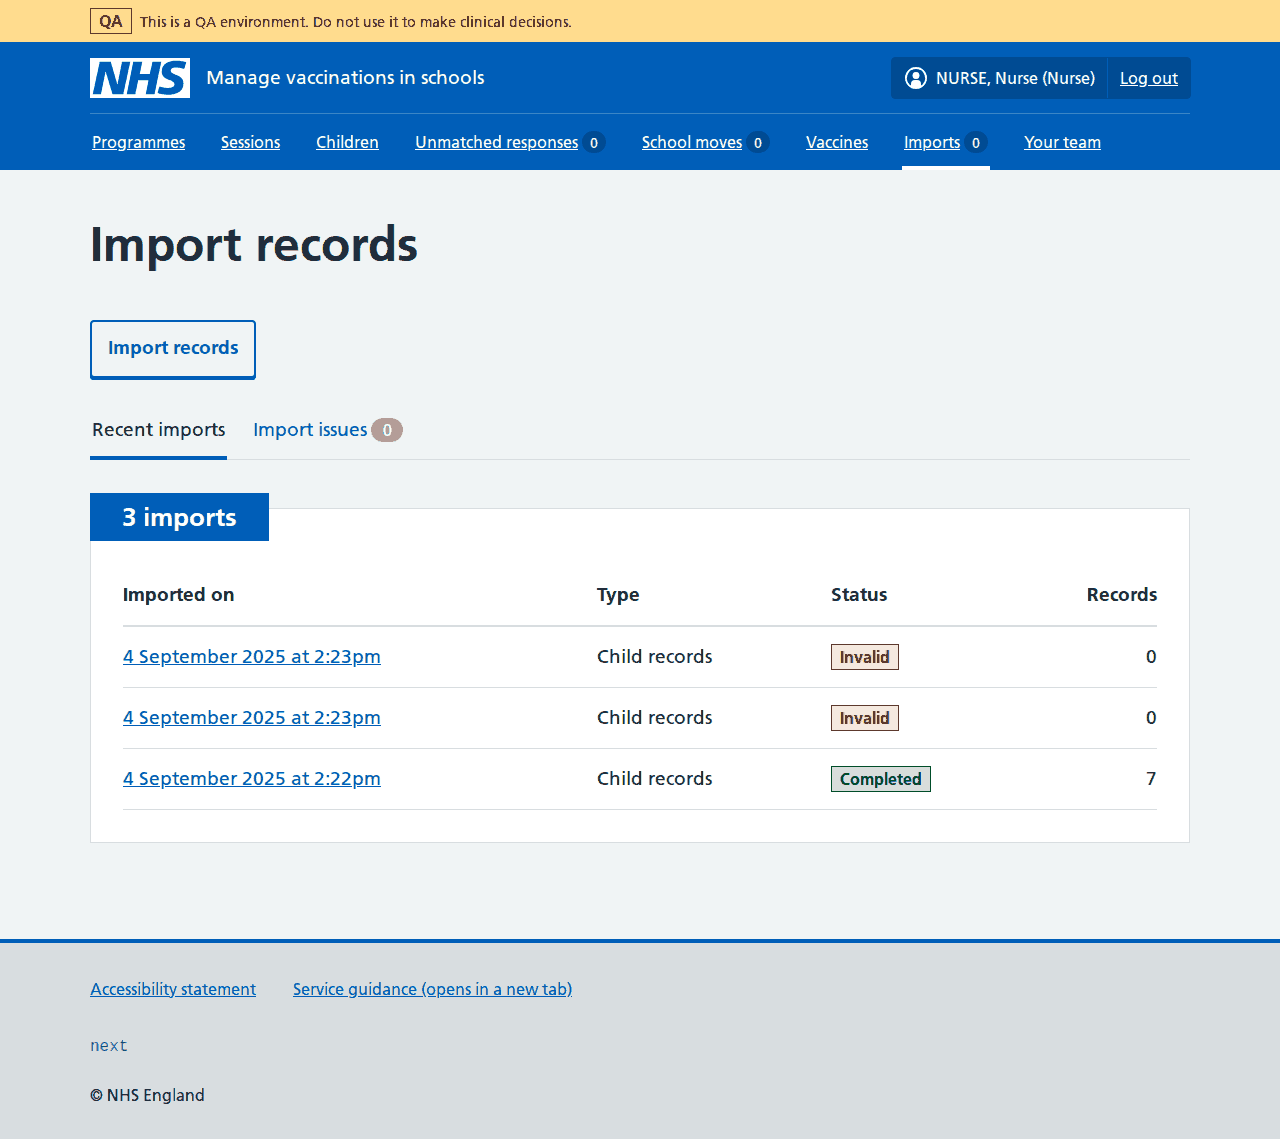 QA This is a QA environment. Do not use it to make clinical decisions.
NHS Manage vaccinations in schools NURSE, Nurse (Nurse) Log out
Programmes Sessions Children Unmatched responses 0 School moves 0 Vaccines Imports 0 Your team
Import records
Import records
Recent imports Import issues 0
3 imports
Imported on Type Status Records
4 September 2025 at 2:23pm Child records Invalid 0
4 September 2025 at 2:23pm Child records Invalid 0
4 September 2025 at 2:22pm Child records Completed 7
Accessibility statement Service guidance (opens in a new tab)
next
© NHS England